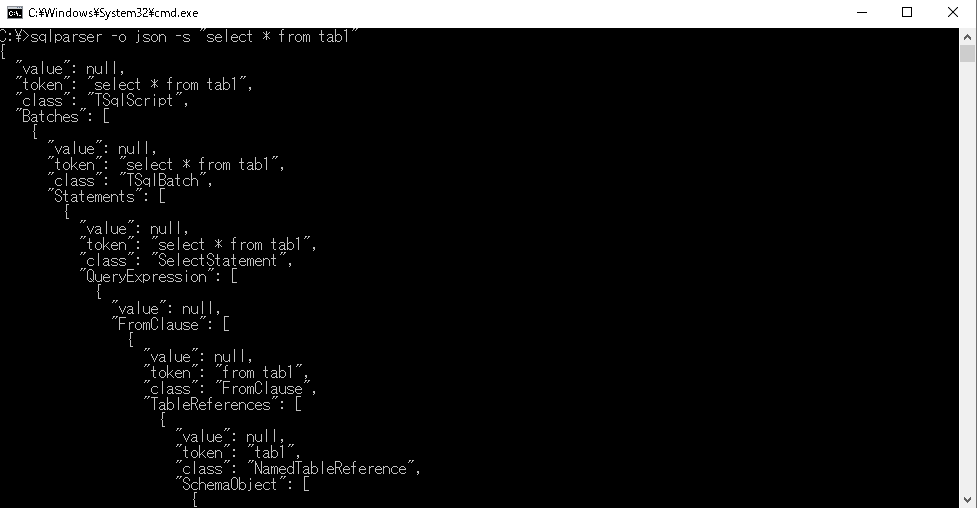 C:¥Windows¥System32¥cmd.exe
C:¥>sqlparser -o json -s "select * from tab1"
{
  "value": null,
  "token": "select * from tab1",
  "class": "TSqlScript",
  "Batches": [
    {
      "value": null,
      "token": "select * from tab1",
      "class": "TSqlBatch",
      "Statements": [
        {
          "value": null,
          "token": "select * from tab1",
          "class": "SelectStatement",
          "QueryExpression": [
            {
              "value": null,
              "FromClause": [
                {
                  "value": null,
                  "token": "from tab1",
                  "class": "FromClause",
                  "TableReferences": [
                    {
                      "value": null,
                      "token": "tab1",
                      "class": "NamedTableReference",
                      "SchemaObject": [
                        {